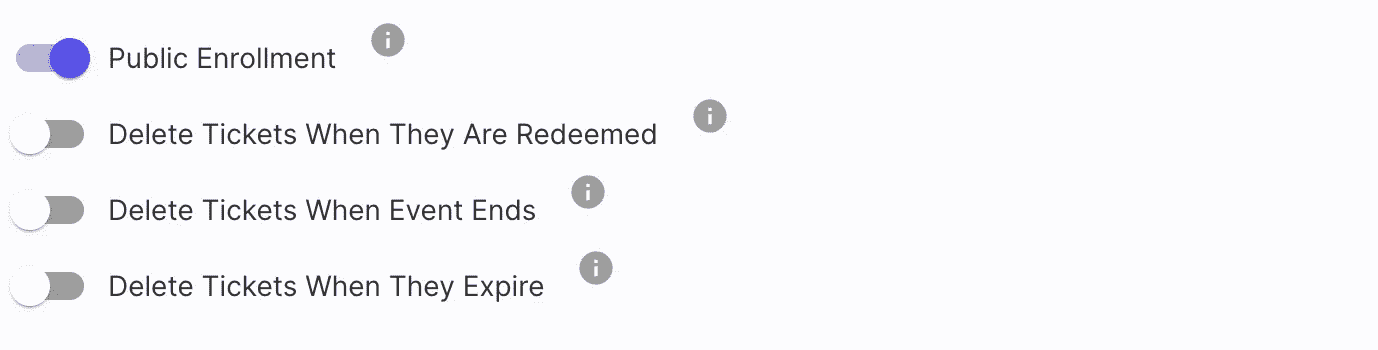 Public Enrollment
Delete Tickets When They Are Redeemed
Delete Tickets When Event Ends
Delete Tickets When They Expire